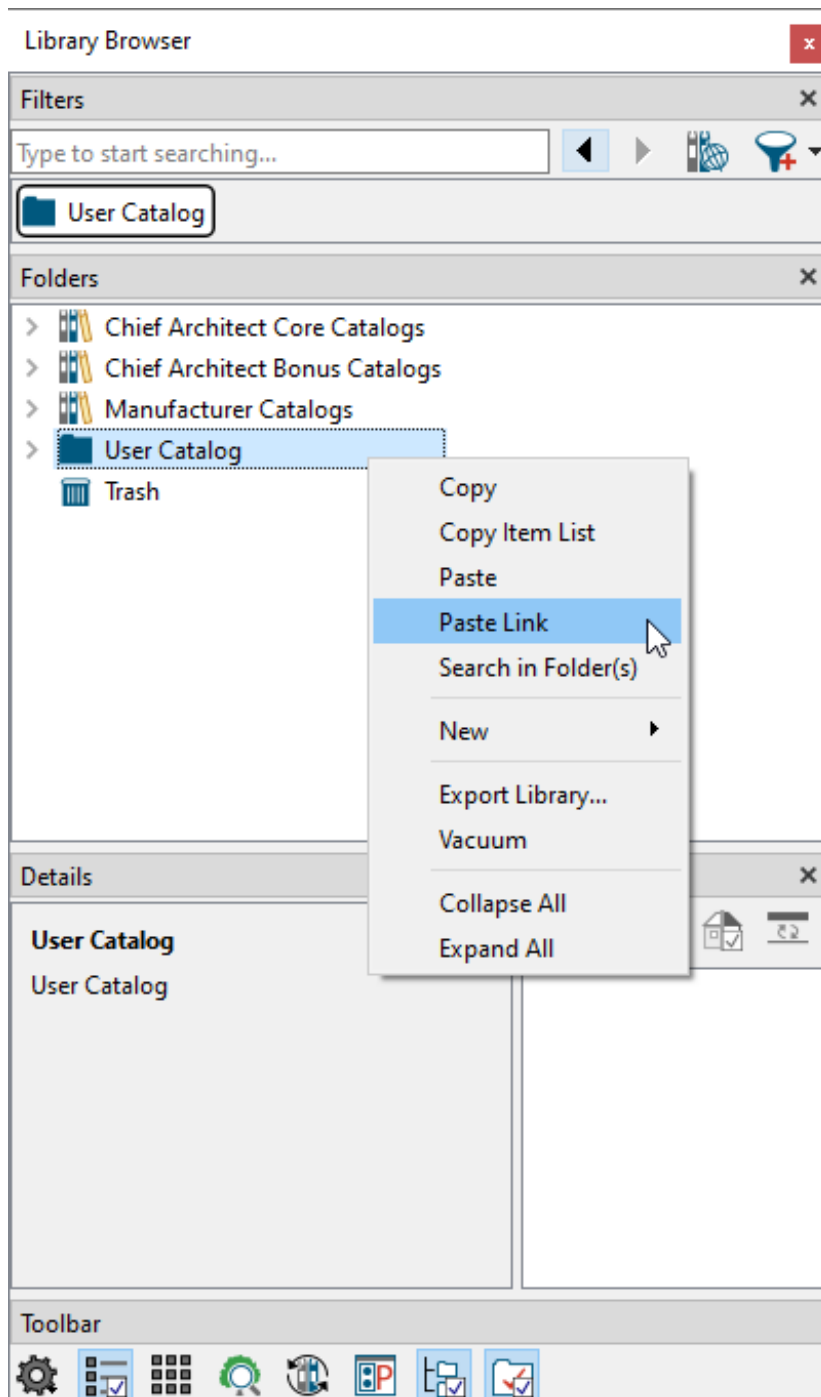 Library Browser
x
Filters
Type to start searching...
User Catalog
Folders
Chief Architect Core Catalogs
Chief Architect Bonus Catalogs
Manufacturer Catalogs
User Catalog
Trash
Copy
Copy Item List
Paste
Paste Link
Search in Folder(s)
New
Export Library...
Vacuum
Collapse All
Expand All
Details
User Catalog
User Catalog
Toolbar
P